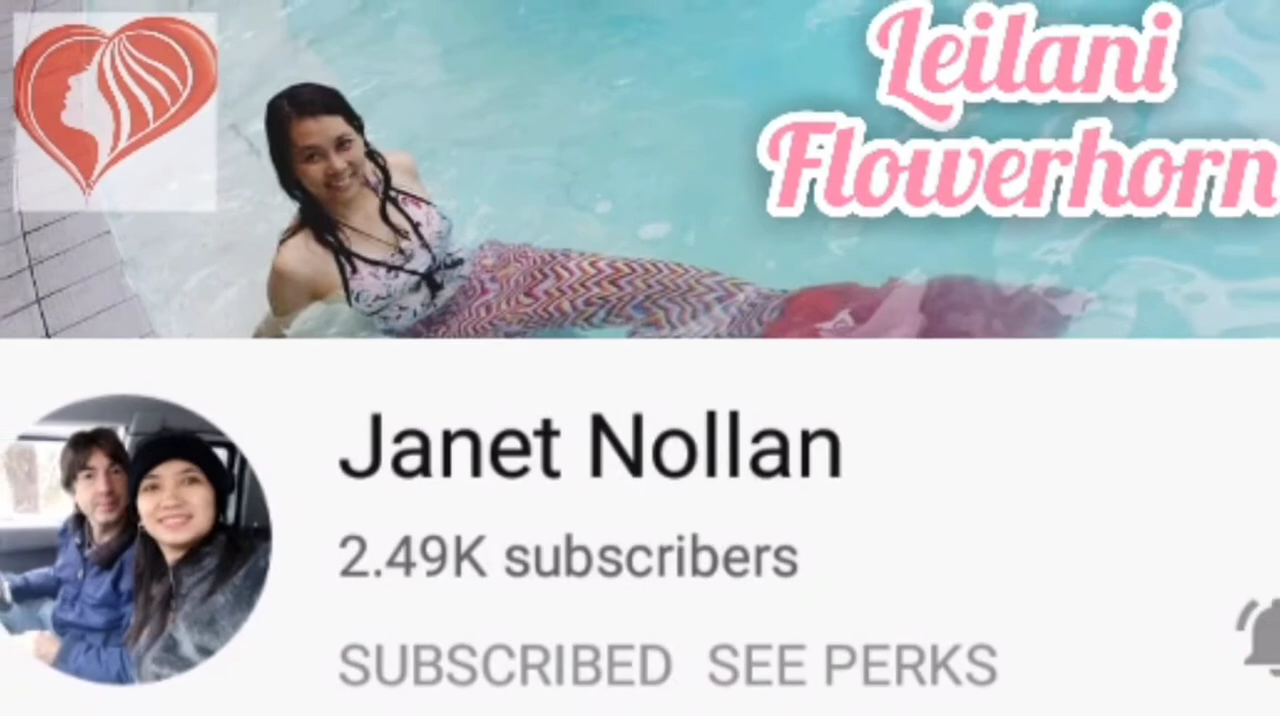 Leilani
Flowerhorn
Janet Nollan
2.49K subscribers
SUBSCRIBED SEE PERKS